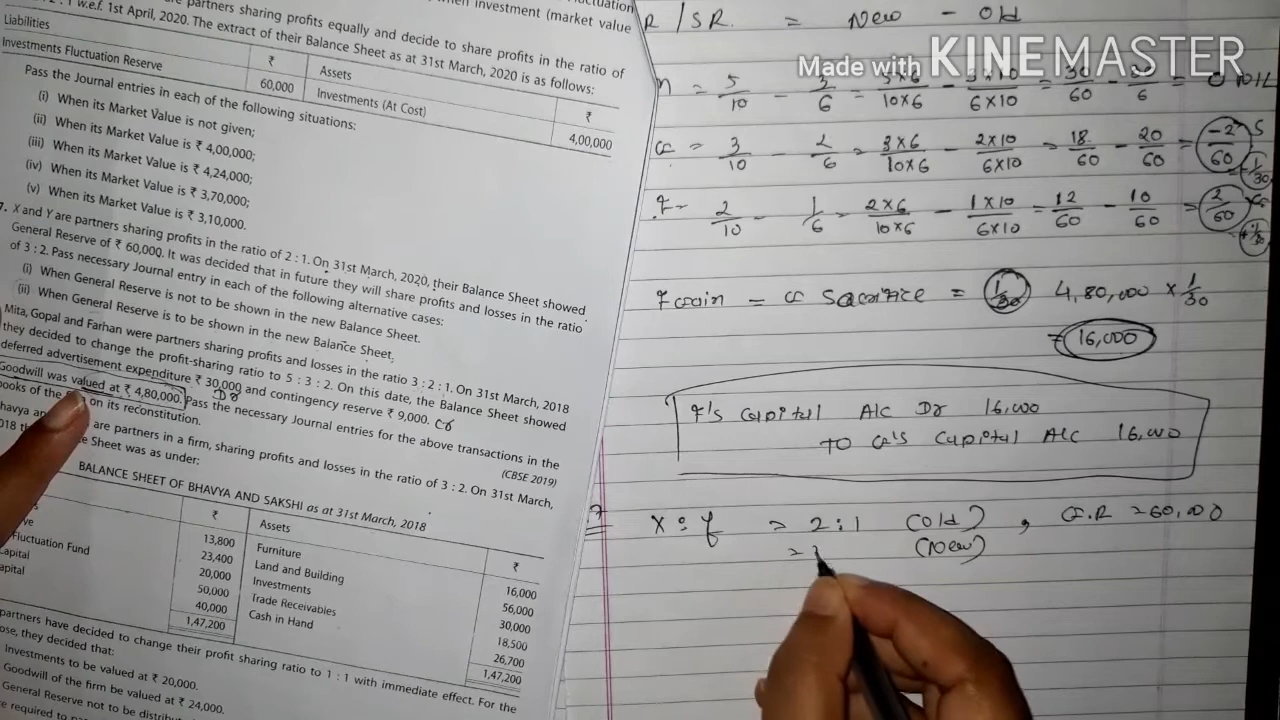 partners sharing profits equally and decide to share profits in the ratio of
w.e.f. 1st April, 2020. The extract of their Balance Sheet as at 31st March, 2020 is as follows:
Liabilities ₹ Assets ₹
Investments Fluctuation Reserve 60,000 Investments (At Cost) 4,00,000
Pass the Journal entries in each of the following situations:
(i) When its Market Value is not given;
(ii) When its Market Value is ₹ 4,00,000;
(iii) When its Market Value is ₹ 4,24,000;
(iv) When its Market Value is ₹ 3,70,000;
(v) When its Market Value is ₹ 3,10,000.
7. X and Y are partners sharing profits in the ratio of 2 : 1. On 31st March, 2020, their Balance Sheet showed
General Reserve of ₹ 60,000. It was decided that in future they will share profits and losses in the ratio
of 3 : 2. Pass necessary Journal entry in each of the following alternative cases:
(i) When General Reserve is not to be shown in the new Balance Sheet.
(ii) When General Reserve is to be shown in the new Balance Sheet.
Mita, Gopal and Farhan were partners sharing profits and losses in the ratio 3 : 2 : 1. On 31st March 2018
they decided to change the profit-sharing ratio to 5 : 3 : 2. On this date, the Balance Sheet showed
deferred advertisement expenditure ₹ 30,000 and contingency reserve ₹ 9,000.
Goodwill was valued at ₹ 4,80,000. Pass the necessary Journal entries for the above transactions in the
books of the on its reconstitution.
(CBSE 2019)
are partners in a firm, sharing profits and losses in the ratio of 3 : 2. On 31st March,
Sheet was as under:
BALANCE SHEET OF BHAVYA AND SAKSHI as at 31st March, 2018
₹ Assets ₹
13,800 Furniture 16,000
Fluctuation Fund 23,400 Land and Building 56,000
20,000 Investments 30,000
50,000 Trade Receivables 18,500
40,000 Cash in Hand 26,700
1,47,200 1,47,200
partners have decided to change their profit sharing ratio to 1 : 1 with immediate effect. For the
they decided that:
Investments to be valued at ₹ 20,000.
Goodwill of the firm be valued at ₹ 24,000.
General Reserve not to be
Made with KINEMASTER
R / SR. = New - Old
G = 3/10 - 2/6 = 3×6/10×6 - 2×10/6×10 = 18/60 - 20/60 = -2/60
F = 2/10 - 1/6 = 2×6/10×6 - 1×10/6×10 = 12/60 - 10/60 = 2/60
F Gain = G Sacrifice = 1/30 4,80,000 × 1/30
= 16,000
F's Capital A/C Dr 16,000
To G's Capital A/C 16,000
X : Y = 2 : 1 (Old) , G.R = 60,000
(New)